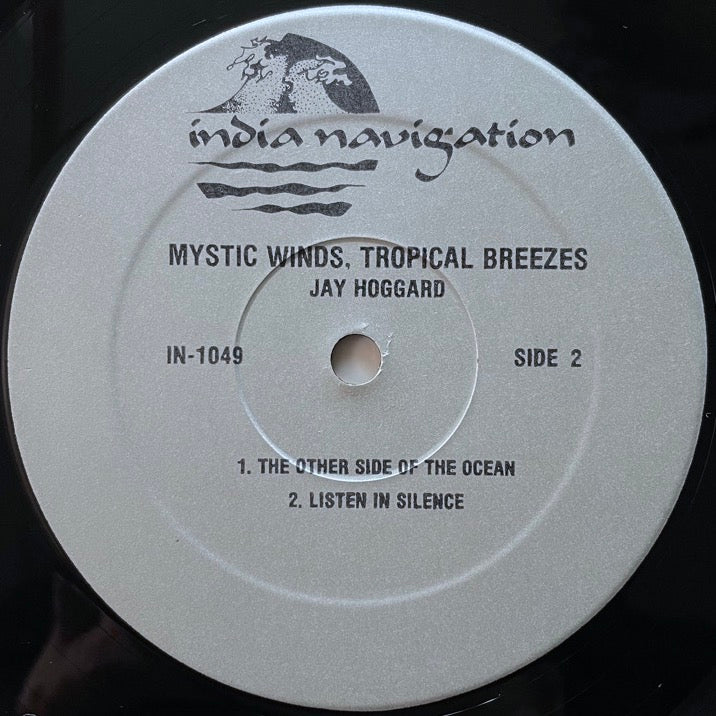 india navigation
MYSTIC WINDS, TROPICAL BREEZES
JAY HOGGARD
IN-1049
SIDE 2
1. THE OTHER SIDE OF THE OCEAN
2. LISTEN IN SILENCE